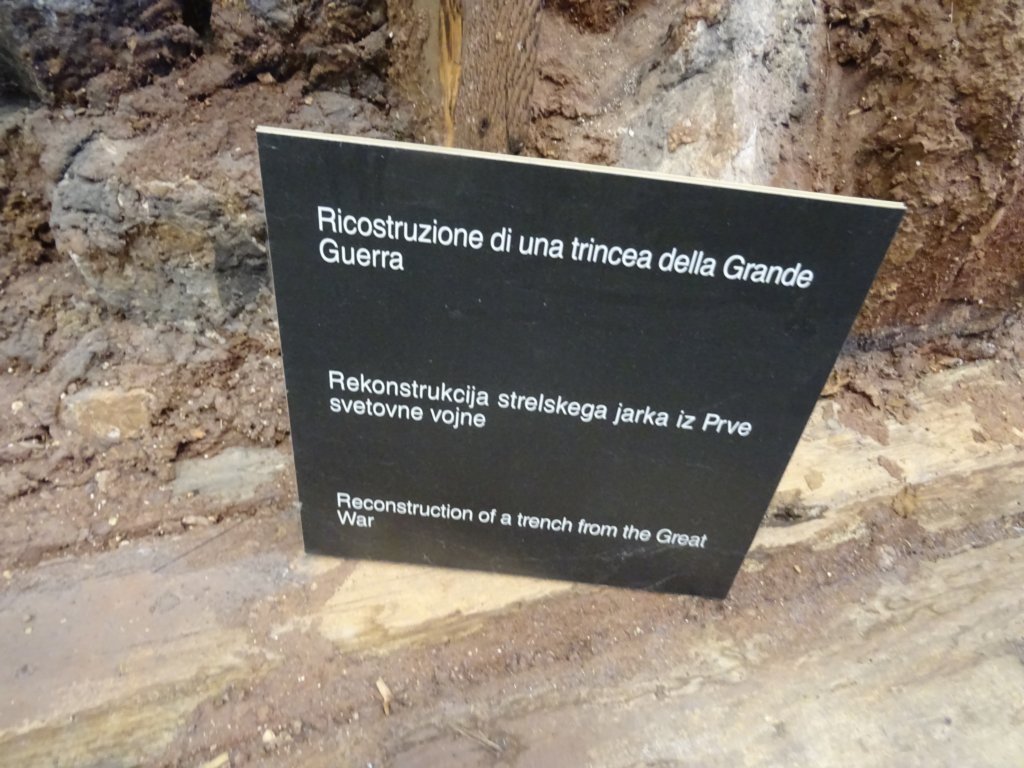 Ricostruzione di una trincea della Grande
Guerra
Rekonstrukcija strelskega jarka iz Prve
svetovne vojne
Reconstruction of a trench from the Great
War